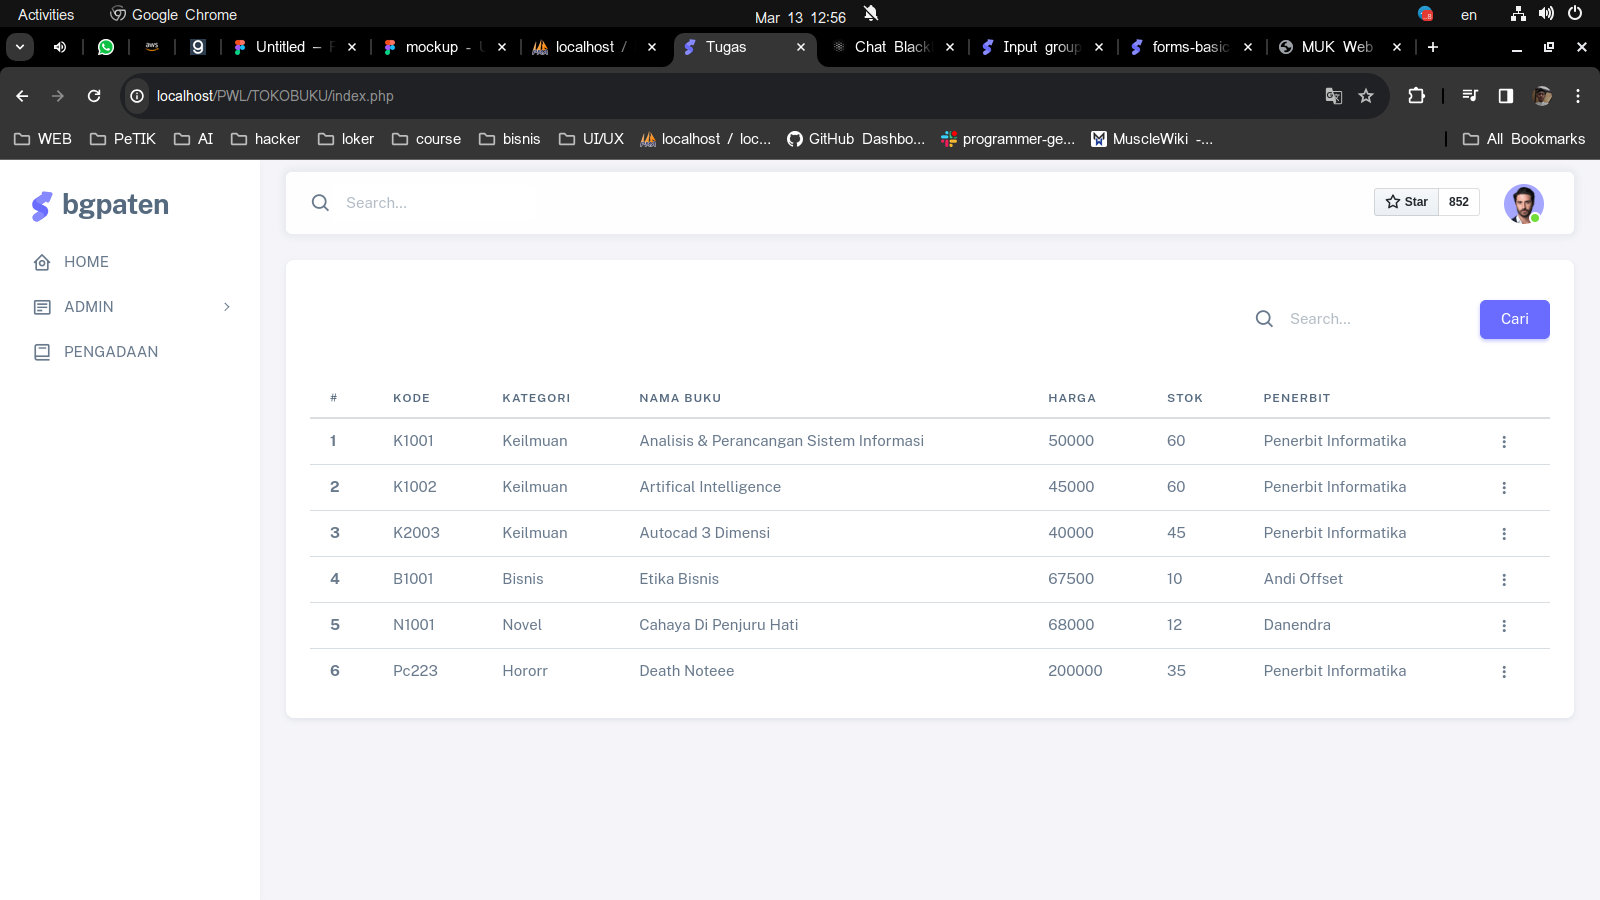 Activities Google Chrome Mar 13 12:56 en
Untitled – mockup - localhost / Tugas Chat Black Input group forms-basic MUK Web
localhost/PWL/TOKOBUKU/index.php
WEB PeTIK AI hacker loker course bisnis UI/UX localhost / loc... GitHub Dashbo... programmer-ge... MuscleWiki -... All Bookmarks
bgpaten
Search...
Star 852
HOME
ADMIN
PENGADAAN
Search... Cari
# KODE KATEGORI NAMA BUKU HARGA STOK PENERBIT
1 K1001 Keilmuan Analisis & Perancangan Sistem Informasi 50000 60 Penerbit Informatika
2 K1002 Keilmuan Artifical Intelligence 45000 60 Penerbit Informatika
3 K2003 Keilmuan Autocad 3 Dimensi 40000 45 Penerbit Informatika
4 B1001 Bisnis Etika Bisnis 67500 10 Andi Offset
5 N1001 Novel Cahaya Di Penjuru Hati 68000 12 Danendra
6 Pc223 Hororr Death Noteee 200000 35 Penerbit Informatika